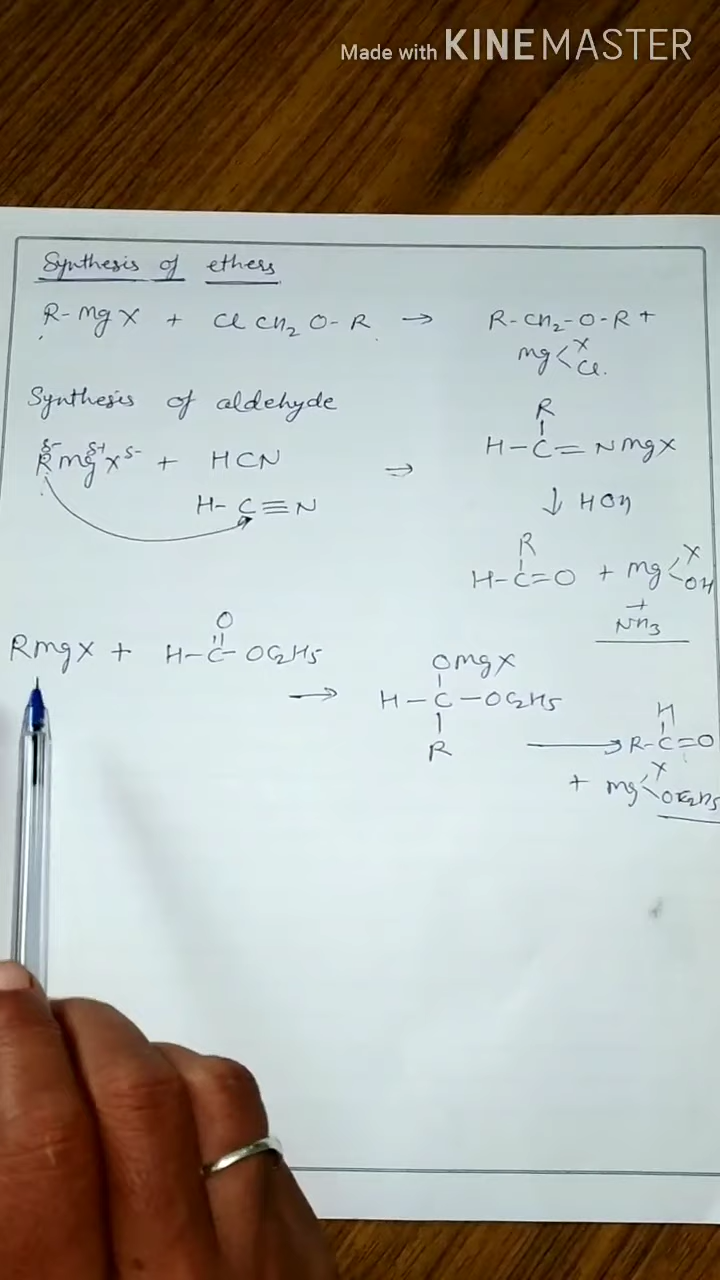 Made with KINEMASTER
Synthesis of ethers
R-MgX + ClCH2O-R → R-CH2-O-R +
Mg<X Cl.
Synthesis of aldehyde
δ- δ+ δ-
RMgX + HCN → R
H-C=NMgX
H-C≡N
↓ HOH
R
H-C=O + Mg<X OH
+
NH3
O
RMgX + H-C-OC2H5
→ OMgX
H-C-OC2H5
R
→ H
R-C=O
+ Mg<X OC2H5